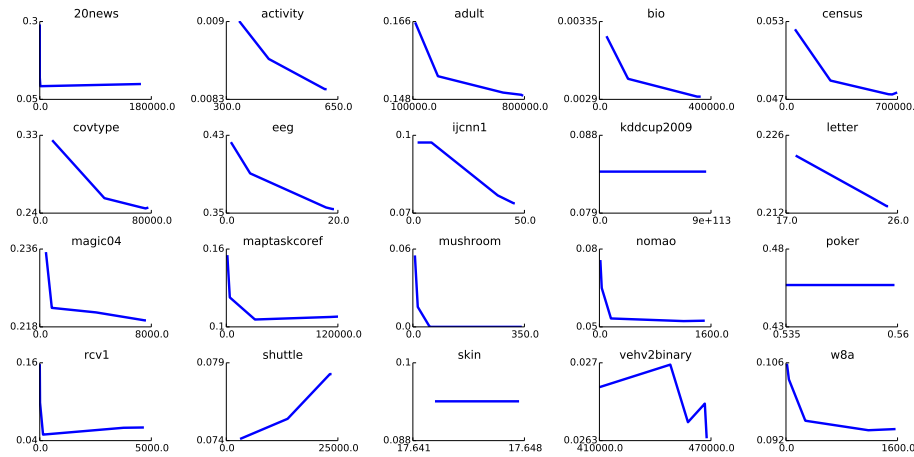 20news activity adult bio census
0.3 0.009 0.166 0.00335 0.053
0.05 0.0083 0.148 0.0029 0.047
0.0 180000.0 300.0 650.0 100000.0 800000.0 0.0 400000.0 0.0 700000.0
covtype eeg ijcnn1 kddcup2009 letter
0.33 0.43 0.1 0.088 0.226
0.24 0.35 0.07 0.079 0.212
0.0 80000.0 0.0 20.0 0.0 50.0 0.0 9e+113 17.0 26.0
magic04 maptaskcoref mushroom nomao poker
0.236 0.16 0.06 0.08 0.48
0.218 0.1 0.0 0.05 0.43
0.0 8000.0 0.0 120000.0 0.0 350.0 0.0 1600.0 0.535 0.56
rcv1 shuttle skin vehv2binary w8a
0.16 0.079 0.1 0.027 0.106
0.04 0.074 0.088 0.0263 0.092
0.0 5000.0 0.0 25000.0 17.641 17.648 410000.0 470000.0 0.0 1600.0